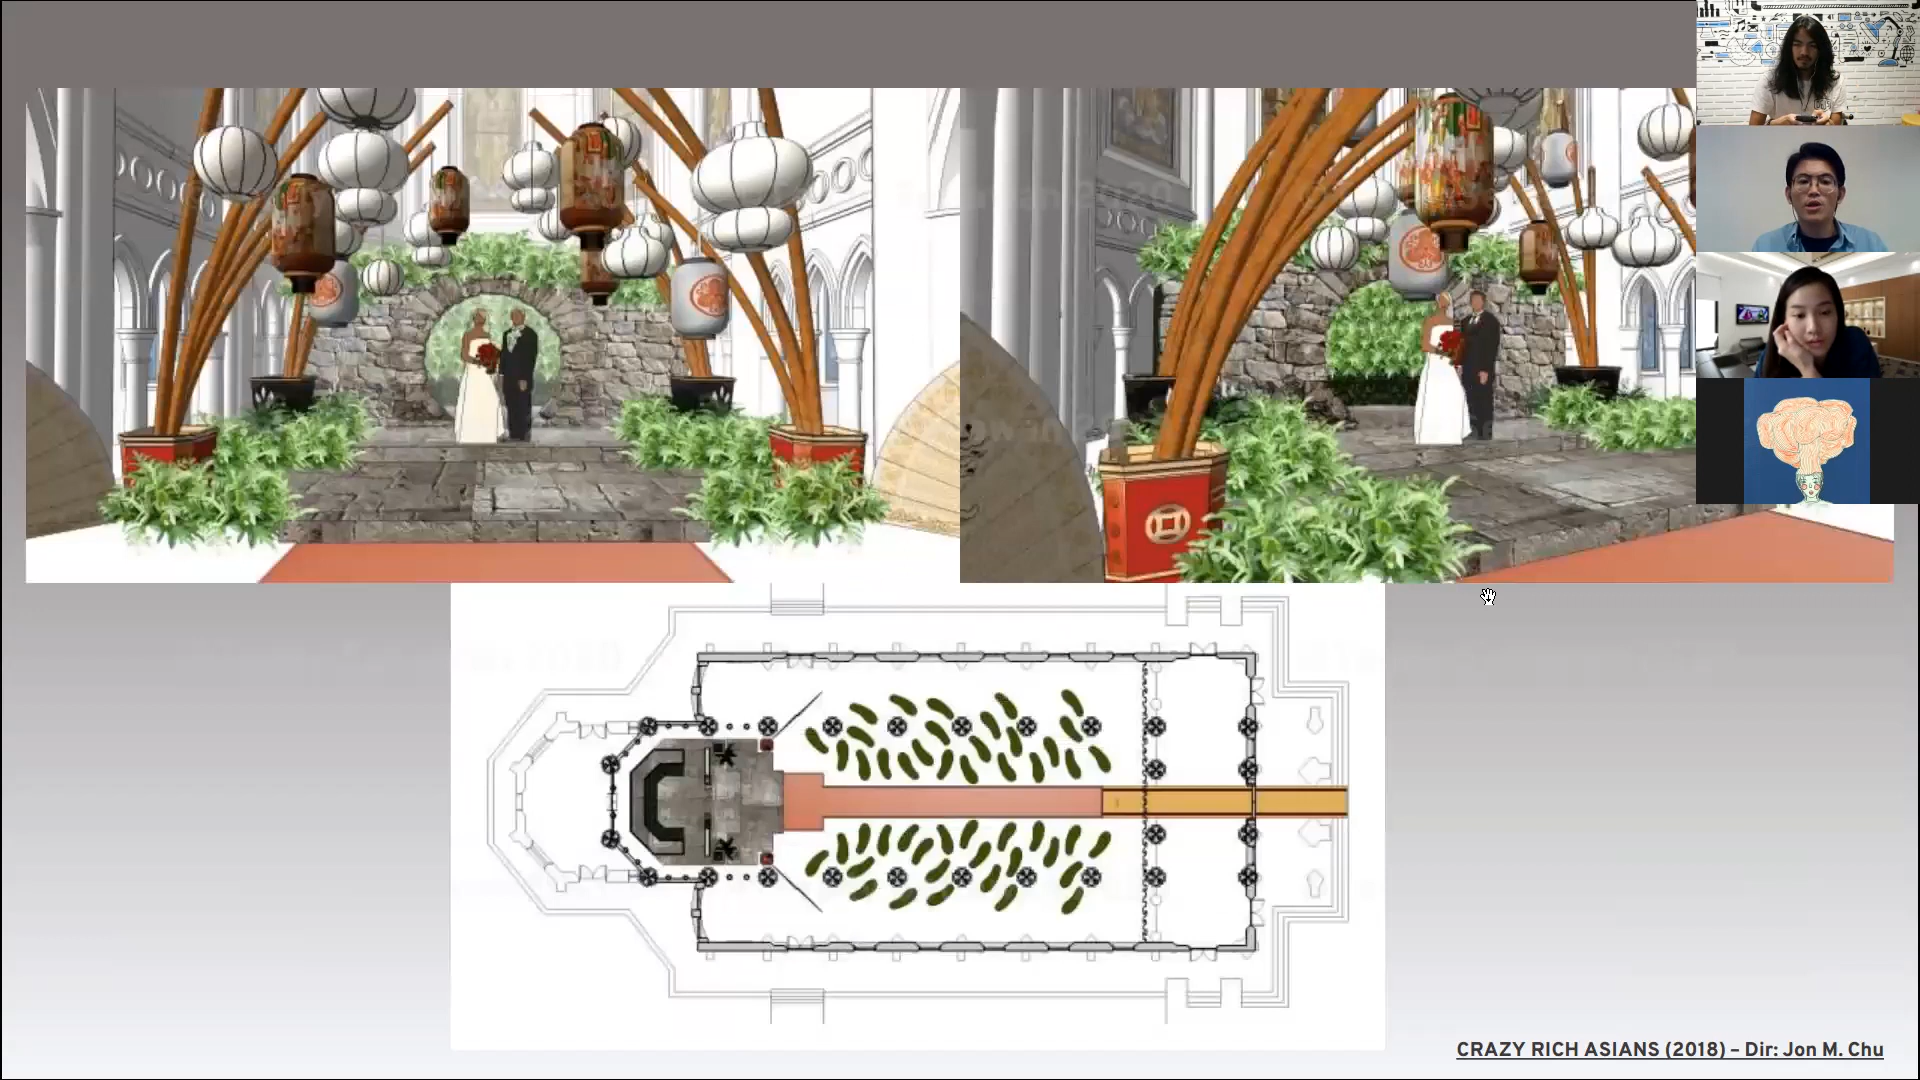 CRAZY RICH ASIANS (2018) – Dir: Jon M. Chu